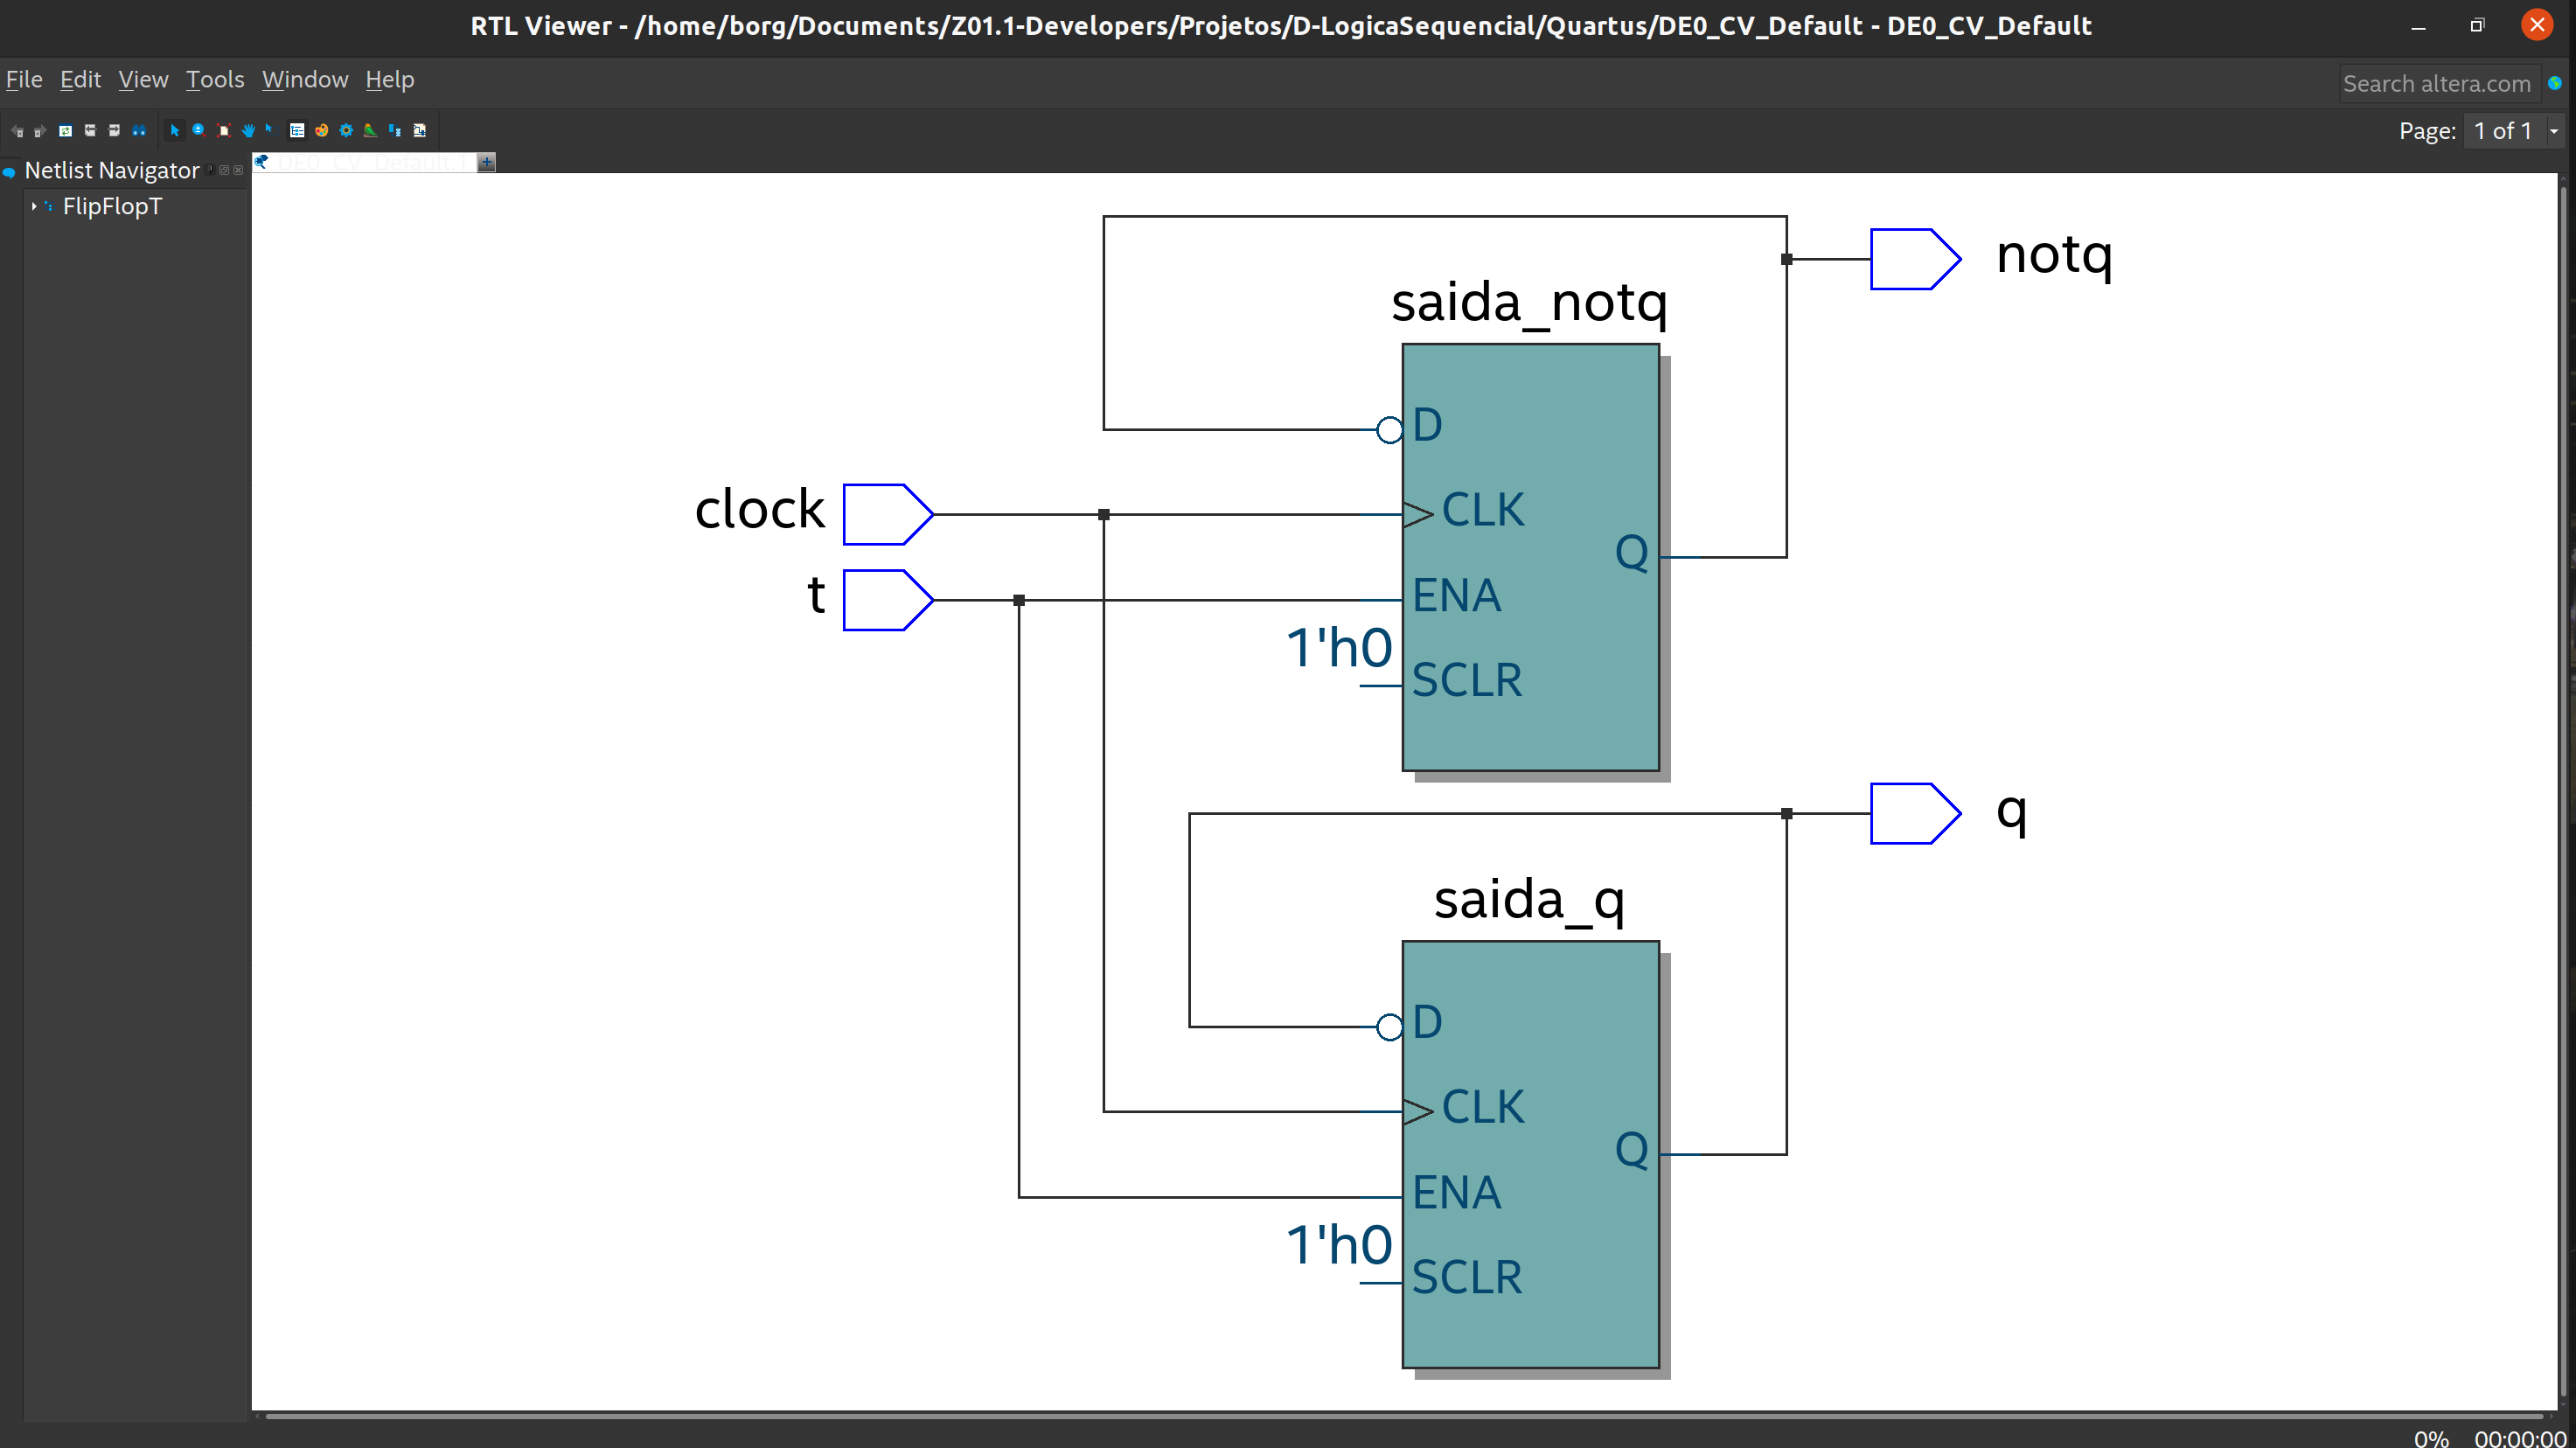 RTL Viewer - /home/borg/Documents/Z01.1-Developers/Projetos/D-LogicaSequencial/Quartus/DE0_CV_Default - DE0_CV_Default
File Edit View Tools Window Help
Search altera.com
Page: 1 of 1
Netlist Navigator
DE0_CV_Default:1
FlipFlopT
notq
saida_notq
D
clock
CLK
Q
t
ENA
1'h0
SCLR
q
saida_q
D
CLK
Q
ENA
1'h0
SCLR
0% 00:00:00